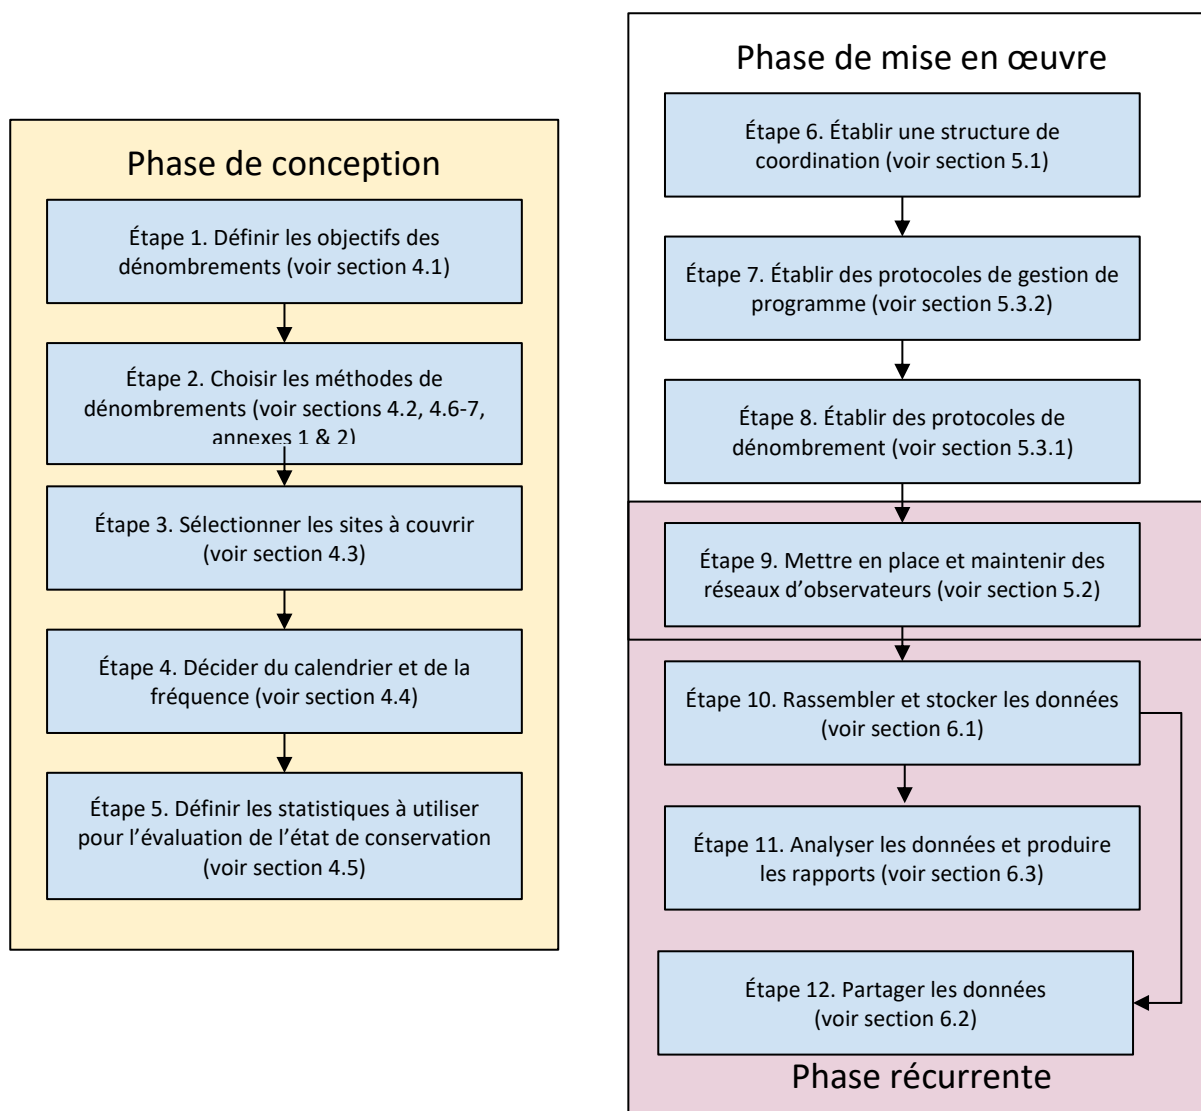 Phase de conception
Étape 1. Définir les objectifs des
dénombrements (voir section 4.1)
Étape 2. Choisir les méthodes de
dénombrements (voir sections 4.2, 4.6-7,
annexes 1 & 2)
Étape 3. Sélectionner les sites à couvrir
(voir section 4.3)
Étape 4. Décider du calendrier et de la
fréquence (voir section 4.4)
Étape 5. Définir les statistiques à utiliser
pour l’évaluation de l’état de conservation
(voir section 4.5)
Phase de mise en œuvre
Étape 6. Établir une structure de
coordination (voir section 5.1)
Étape 7. Établir des protocoles de gestion de
programme (voir section 5.3.2)
Étape 8. Établir des protocoles de
dénombrement (voir section 5.3.1)
Étape 9. Mettre en place et maintenir des
réseaux d’observateurs (voir section 5.2)
Étape 10. Rassembler et stocker les données
(voir section 6.1)
Étape 11. Analyser les données et produire
les rapports (voir section 6.3)
Étape 12. Partager les données
(voir section 6.2)
Phase récurrente